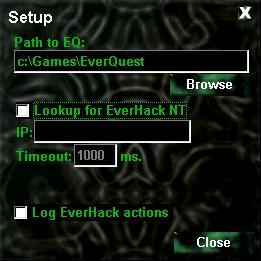 Setup X
Path to EQ:
c:\Games\EverQuest
Browse
Lookup for EverHack NT
IP:
Timeout: 1000 ms.
Log EverHack actions
Close